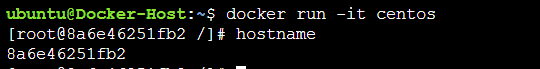 ubuntu@Docker-Host:~$ docker run -it centos
[root@8a6e46251fb2 /]# hostname
8a6e46251fb2